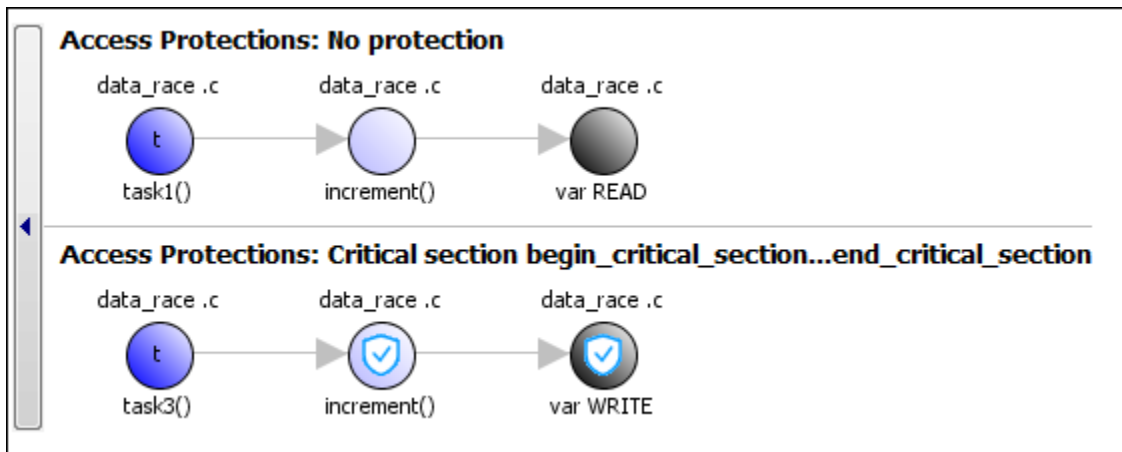 Access Protections: No protection
data_race .c data_race .c data_race .c
t
task1() increment() var READ
Access Protections: Critical section begin_critical_section...end_critical_section
data_race .c data_race .c data_race .c
t
task3() increment() var WRITE